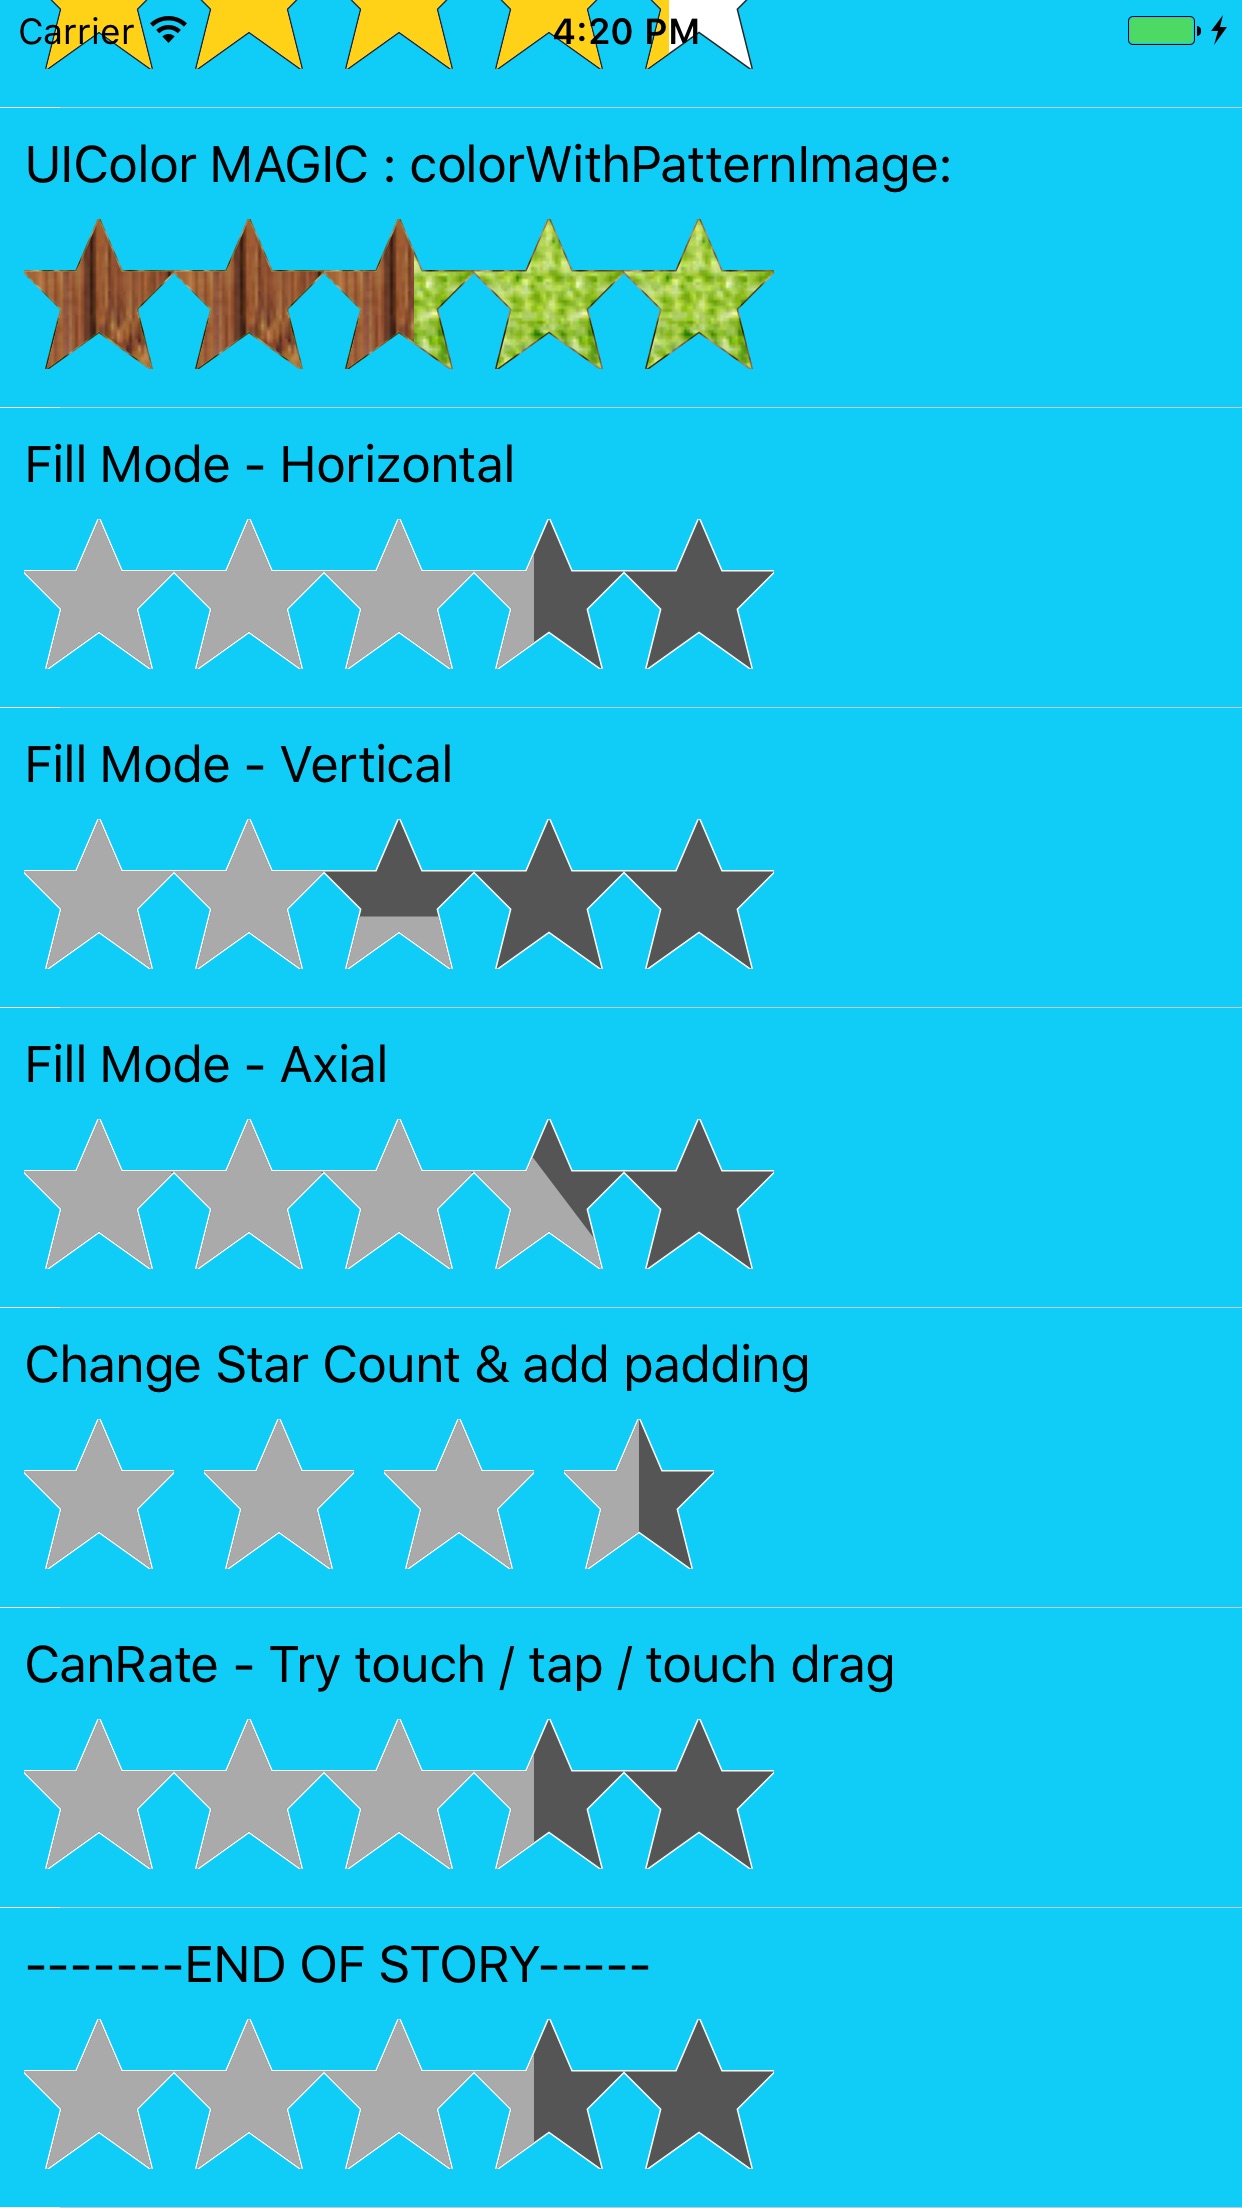 Carrier 4:20 PM
UIColor MAGIC : colorWithPatternImage:
Fill Mode - Horizontal
Fill Mode - Vertical
Fill Mode - Axial
Change Star Count & add padding
CanRate - Try touch / tap / touch drag
-------END OF STORY-----